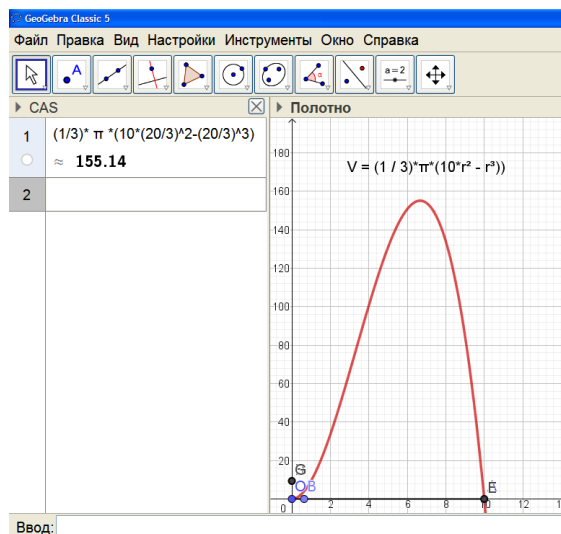 GeoGebra Classic 5
Файл Правка Вид Настройки Инструменты Окно Справка
A
α
a=2
CAS
Полотно
1
(1/3)* π *(10*(20/3)^2-(20/3)^3)
≈ 155.14
2
V = (1 / 3)*π*(10*r² - r³))
180
160
140
120
100
80
60
40
20
0
2
4
6
8
10
12
O
B
Ввод: